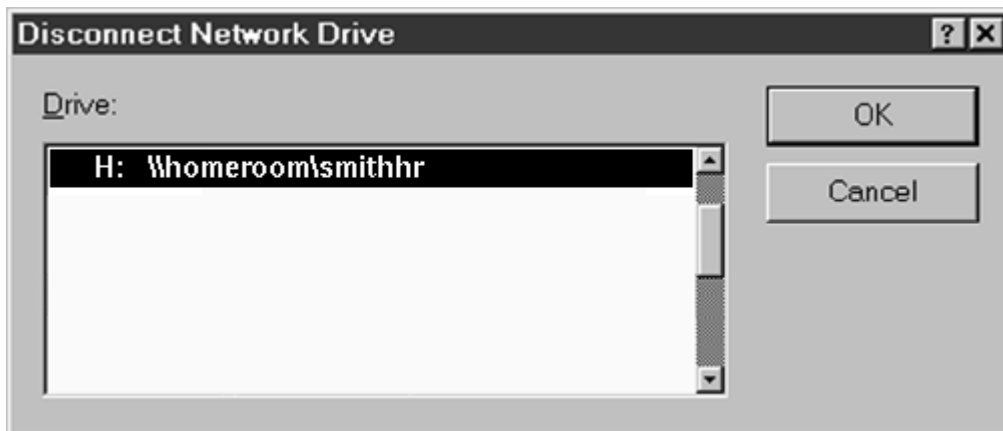 Disconnect Network Drive
? X
Drive:
OK
H: \\homeroom\smithhr
Cancel